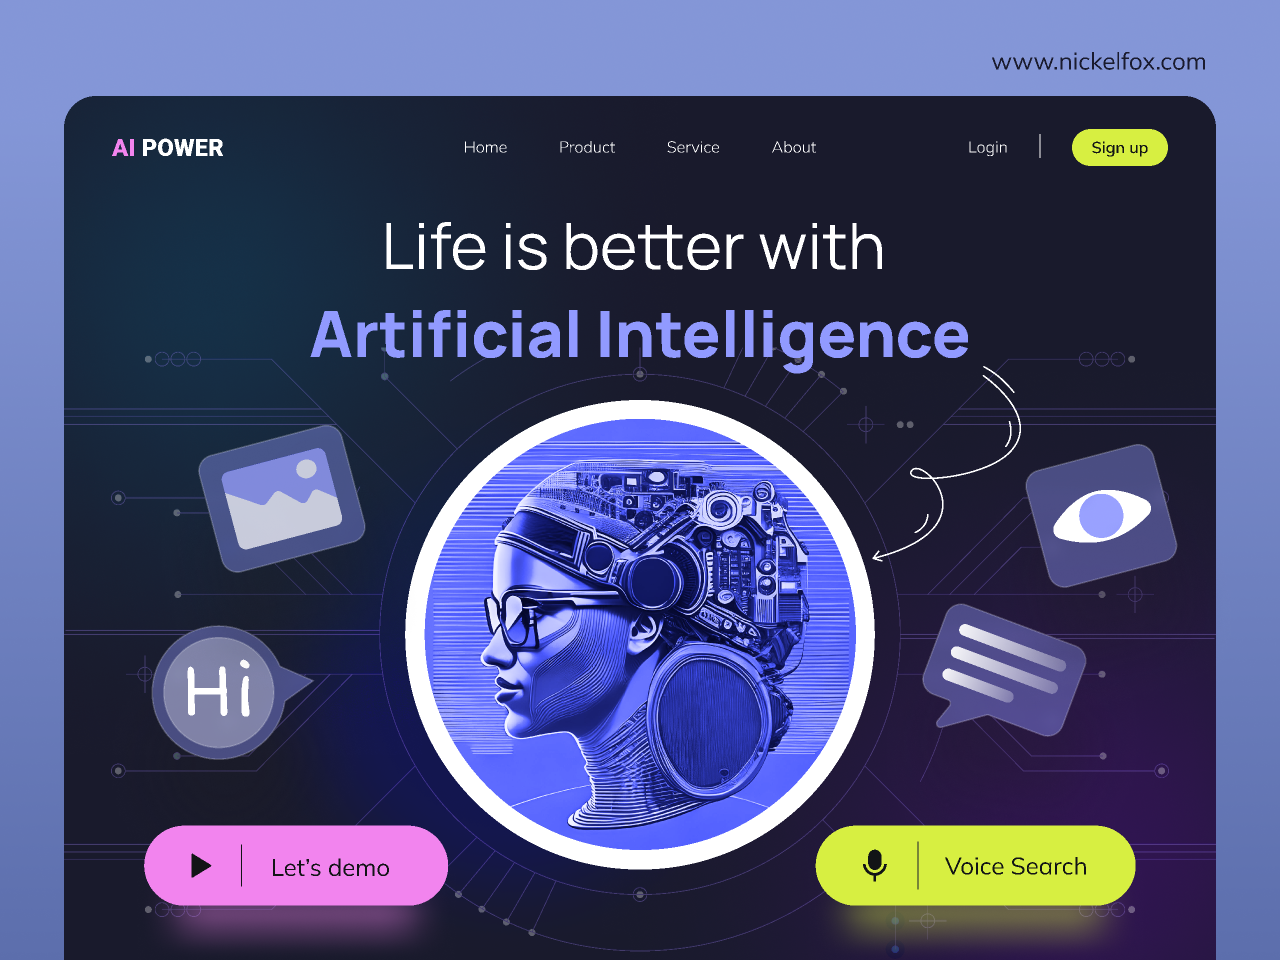 www.nickelfox.com
AI POWER
Home Product Service About
Login
Sign up
Life is better with
Artificial Intelligence
Hi
Let's demo
Voice Search